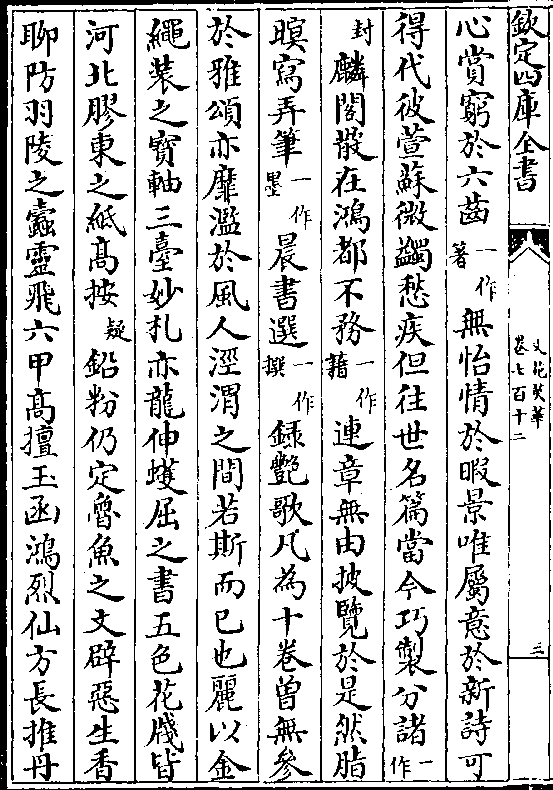 欽定四庫全書
文苑英華
卷七百十二
三
心賞窮於六齒一作著無怡情於暇景唯屬意於新詩可
得代彼萱蘇微蠲愁疾但往世名篇當今巧製分諸一作
封麟閣散在鴻都不務一作藉連章無由披覽於是然脂
暝寫弄筆一作墨晨書選一作撰録艷歌凡為十卷曾無參
於雅頌亦靡濫於風人涇渭之間若斯而已也麗以金
繩裝之寶軸三臺妙札亦龍伸蠖屈之書五色花牋皆
河北膠東之紙髙按疑鉛粉仍定魯魚之文辟惡生香
聊防羽陵之蠧靈飛六甲髙擅玉函鴻烈仙方長推丹